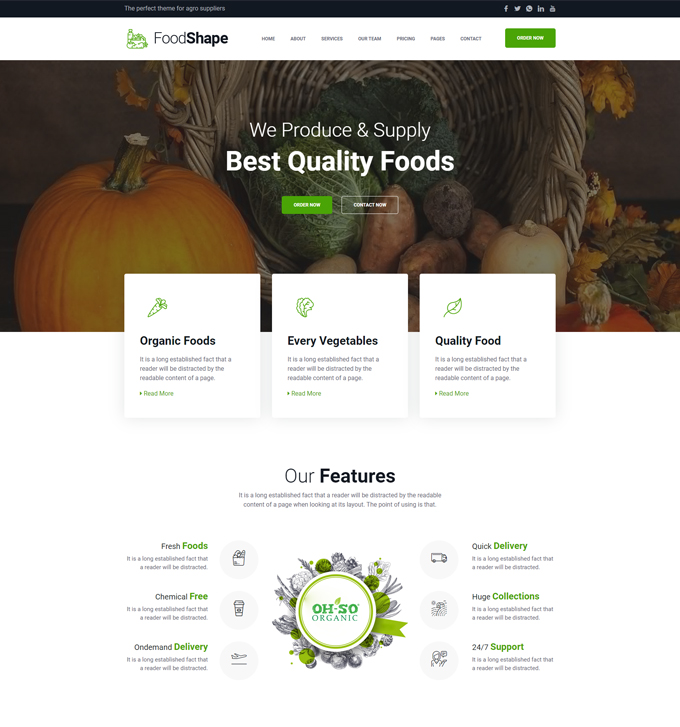 The perfect theme for agro suppliers
FoodShape
HOME ABOUT SERVICES OUR TEAM PRICING PAGES CONTACT ORDER NOW
We Produce & Supply
Best Quality Foods
ORDER NOW CONTACT NOW
Organic Foods
It is a long established fact that a
reader will be distracted by the
readable content of a page.
Read More
Every Vegetables
It is a long established fact that a
reader will be distracted by the
readable content of a page.
Read More
Quality Food
It is a long established fact that a
reader will be distracted by the
readable content of a page.
Read More
Our Features
It is a long established fact that a reader will be distracted by the readable
content of a page when looking at its layout. The point of using is that.
Fresh Foods
It is a long established fact that
a reader will be distracted.
Chemical Free
It is a long established fact that
a reader will be distracted.
Ondemand Delivery
It is a long established fact that
a reader will be distracted.
OH·SO
ORGANIC
Quick Delivery
It is a long established fact that
a reader will be distracted.
Huge Collections
It is a long established fact that
a reader will be distracted.
24/7 Support
It is a long established fact that
a reader will be distracted.